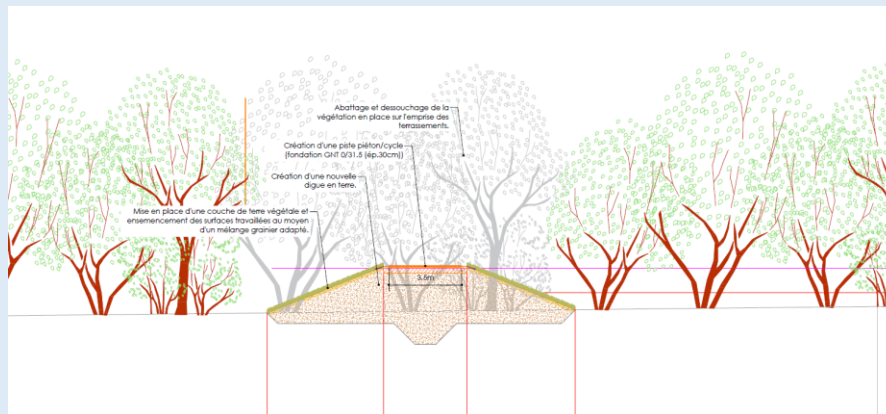 Abattage et dessouchage de la
végétation en place sur l'emprise des
terrassements.
Création d'une piste piéton/cycle
(fondation GNT 0/31.5 (ép.30cm))
Création d'une nouvelle
digue en terre.
Mise en place d'une couche de terre végétale et
ensemencement des surfaces travaillées au moyen
d'un mélange grainier adapté.
3,5m